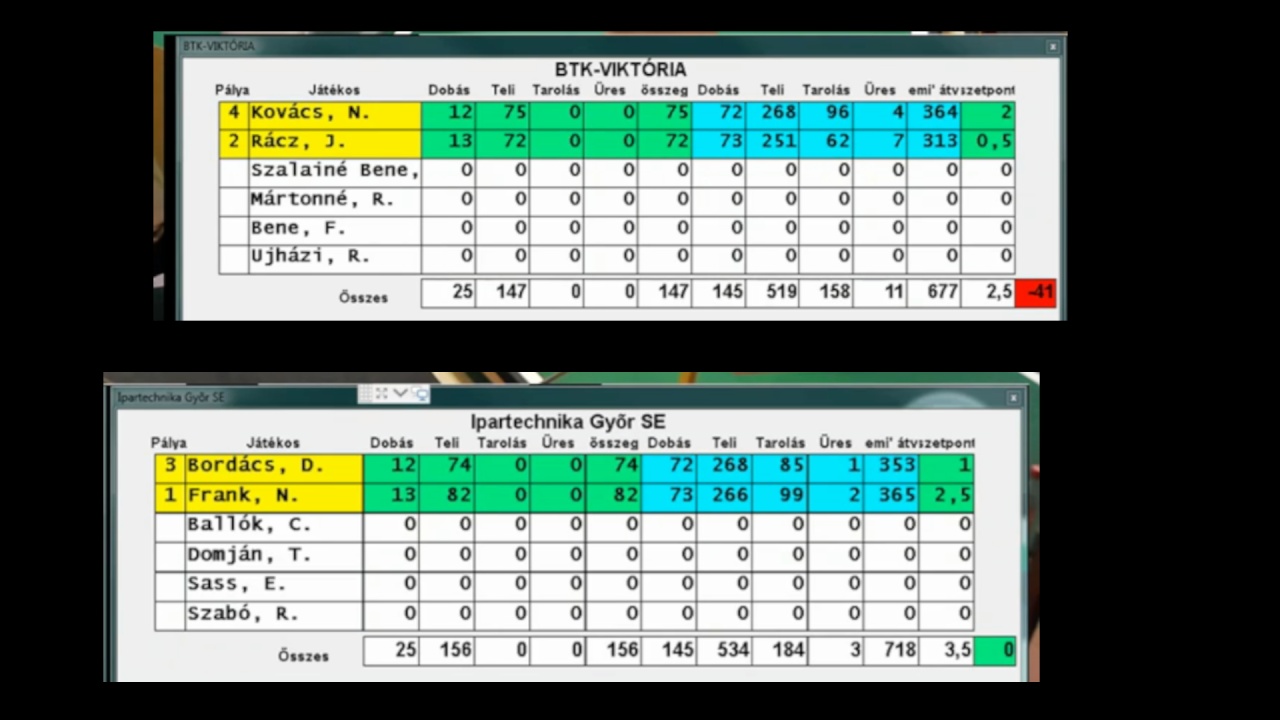 BTK-VIKTÓRIA
BTK-VIKTÓRIA
Pálya Játékos Dobás Teli Tarolás Üres összeg Dobás Teli Tarolás Üres emi' átv szetpont
4 Kovács, N. 12 75 0 0 75 72 268 96 4 364 2
2 Rácz, J. 13 72 0 0 72 73 251 62 7 313 0,5
Szalainé Bene, 0 0 0 0 0 0 0 0 0 0 0
Mártonné, R. 0 0 0 0 0 0 0 0 0 0 0
Bene, F. 0 0 0 0 0 0 0 0 0 0 0
Ujházi, R. 0 0 0 0 0 0 0 0 0 0 0
Összes 25 147 0 0 147 145 519 158 11 677 2,5 -41
Ipartechnika Győr SE
Ipartechnika Győr SE
Pálya Játékos Dobás Teli Tarolás Üres összeg Dobás Teli Tarolás Üres emi' átv szetpont
3 Bordács, D. 12 74 0 0 74 72 268 85 1 353 1
1 Frank, N. 13 82 0 0 82 73 266 99 2 365 2,5
Ballók, C. 0 0 0 0 0 0 0 0 0 0 0
Domján, T. 0 0 0 0 0 0 0 0 0 0 0
Sass, E. 0 0 0 0 0 0 0 0 0 0 0
Szabó, R. 0 0 0 0 0 0 0 0 0 0 0
Összes 25 156 0 0 156 145 534 184 3 718 3,5 0